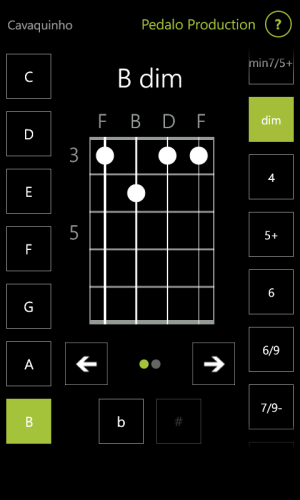 Cavaquinho
Pedalo Production
?
B dim
F B D F
3
5
C
D
E
F
G
A
B
b
#
min7/5+
dim
4
5+
6
6/9
7/9-